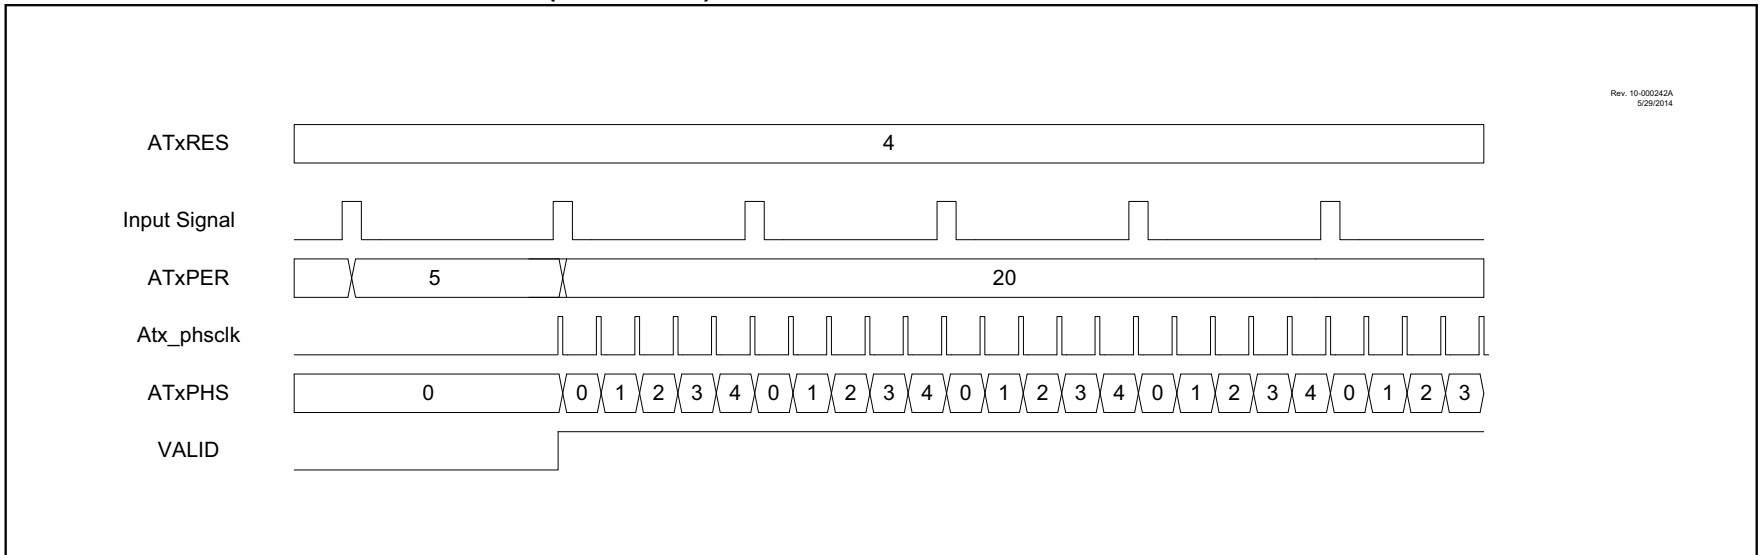 Rev. 10-000242A
5/29/2014
ATxRES 4
Input Signal
ATxPER 5 20
Atx_phsclk
ATxPHS 0 0 1 2 3 4 0 1 2 3 4 0 1 2 3 4 0 1 2 3 4 0 1 2 3
VALID